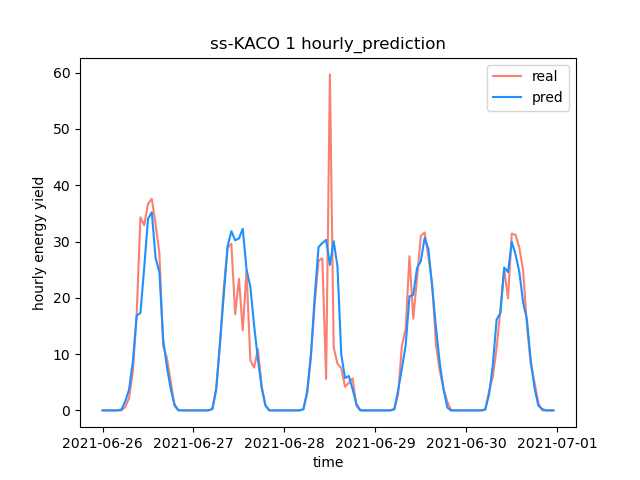 ss-KACO 1 hourly_prediction
real
pred
hourly energy yield
60
50
40
30
20
10
0
2021-06-26 2021-06-27 2021-06-28 2021-06-29 2021-06-30 2021-07-01
time